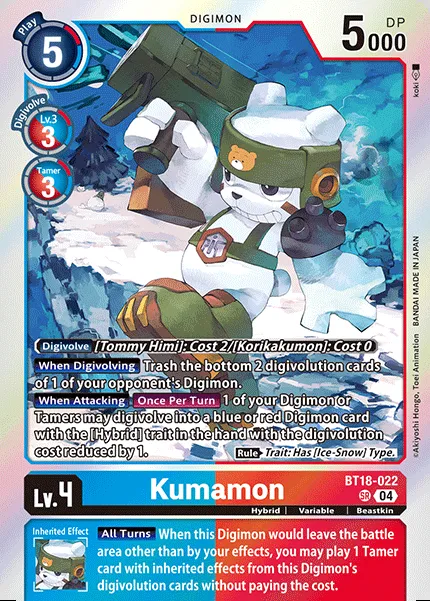 DIGIMON
Play
5
DP
5000
koki
Digivolve
Lv.3
3
Tamer
3
Digivolve [Tommy Himi]: Cost 2/[Korikakumon]: Cost 0
When Digivolving Trash the bottom 2 digivolution cards
of 1 of your opponent's Digimon.
When Attacking Once Per Turn 1 of your Digimon or
Tamers may digivolve into a blue or red Digimon card
with the [Hybrid] trait in the hand with the digivolution
cost reduced by 1.
Rule Trait: Has [Ice-Snow] Type.
©Akiyoshi Hongo, Toei Animation BANDAI MADE IN JAPAN
Lv.4
Kumamon
BT18-022
SR 04
Hybrid | Variable | Beastkin
Inherited Effect
All Turns When this Digimon would leave the battle
area other than by your effects, you may play 1 Tamer
card with inherited effects from this Digimon's
digivolution cards without paying the cost.